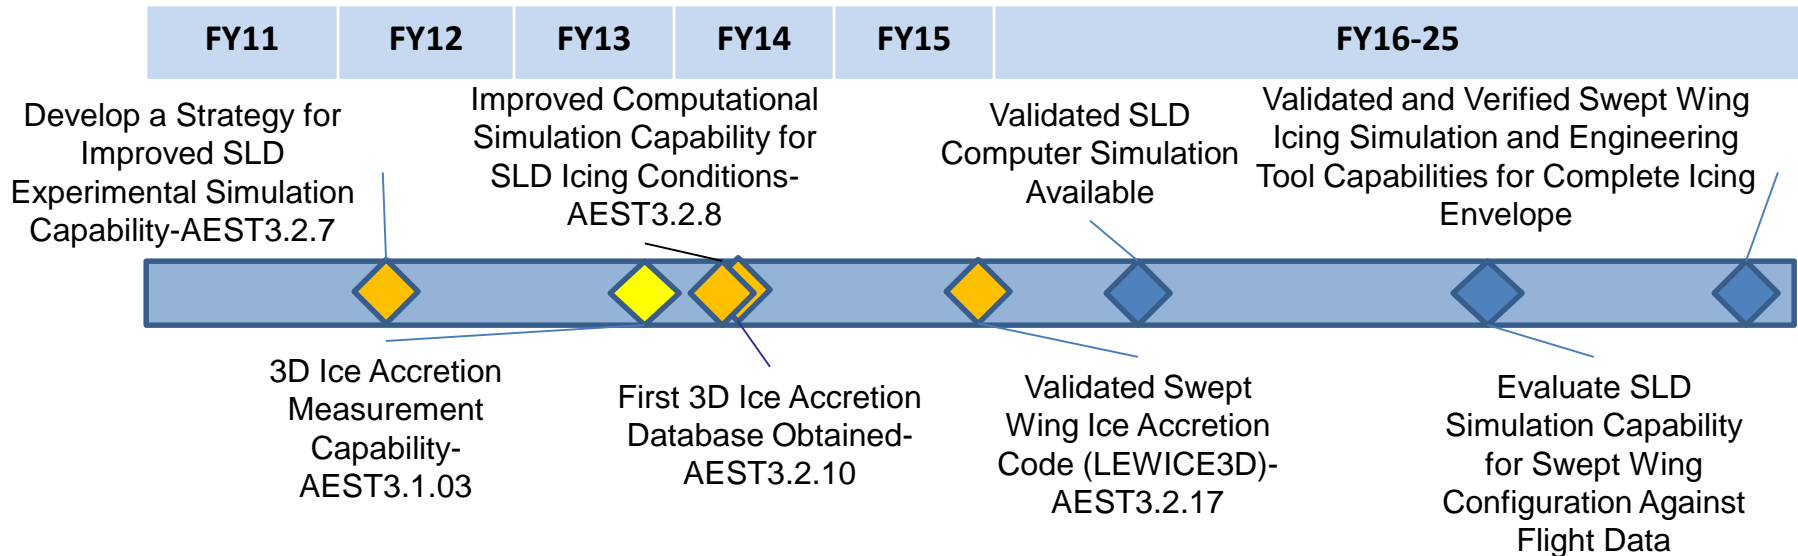 FY11
FY12
FY13
FY14
FY15
FY16-25
Develop a Strategy for
Improved SLD
Experimental Simulation
Capability-AEST3.2.7
Improved Computational
Simulation Capability for
SLD Icing Conditions-
AEST3.2.8
Validated SLD
Computer Simulation
Available
Validated and Verified Swept Wing
Icing Simulation and Engineering
Tool Capabilities for Complete Icing
Envelope
3D Ice Accretion
Measurement
Capability-
AEST3.1.03
First 3D Ice Accretion
Database Obtained-
AEST3.2.10
Validated Swept
Wing Ice Accretion
Code (LEWICE3D)-
AEST3.2.17
Evaluate SLD
Simulation Capability
for Swept Wing
Configuration Against
Flight Data